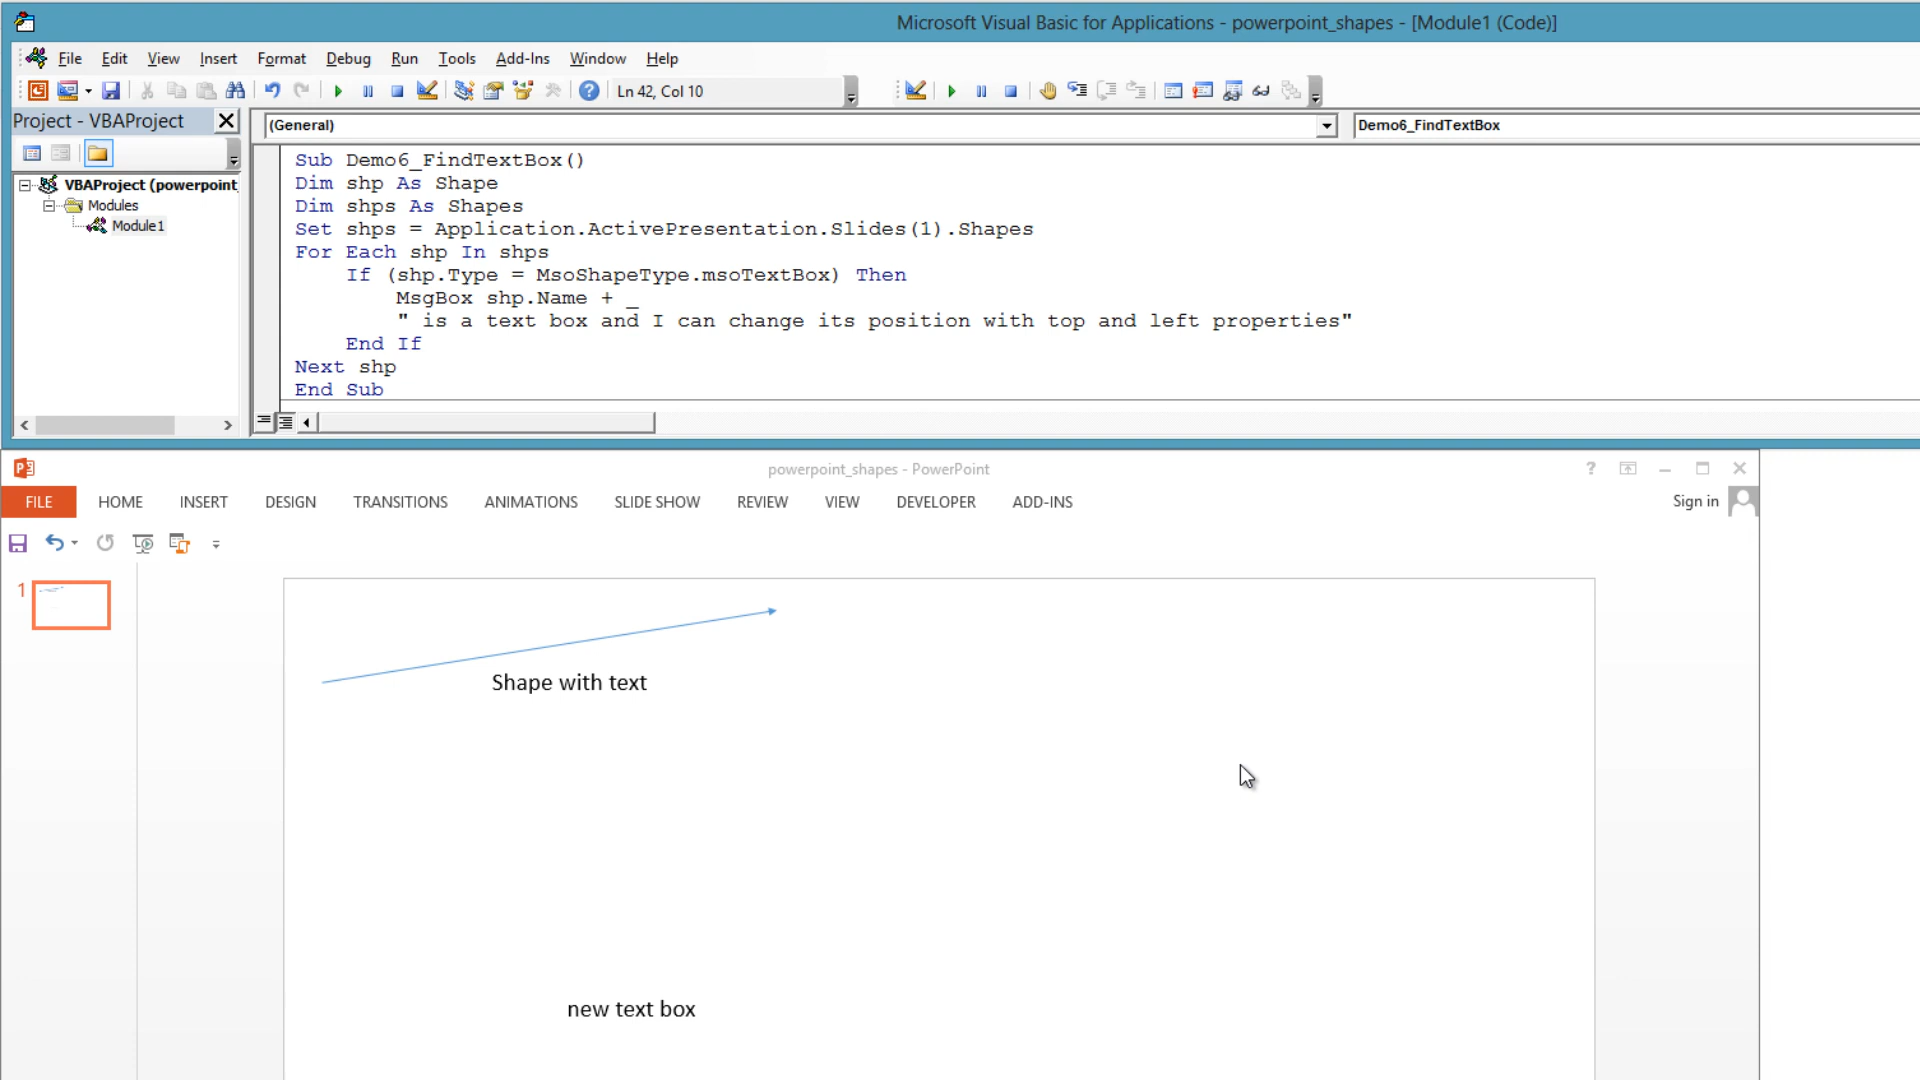 Microsoft Visual Basic for Applications - powerpoint_shapes - [Module1 (Code)]
File Edit View Insert Format Debug Run Tools Add-Ins Window Help
Ln 42, Col 10
Project - VBAProject
(General)
Demo6_FindTextBox
VBAProject (powerpoint_
Modules
Module1
Sub Demo6_FindTextBox()
Dim shp As Shape
Dim shps As Shapes
Set shps = Application.ActivePresentation.Slides(1).Shapes
For Each shp In shps
If (shp.Type = MsoShapeType.msoTextBox) Then
MsgBox shp.Name + _
" is a text box and I can change its position with top and left properties"
End If
Next shp
End Sub
powerpoint_shapes - PowerPoint
FILE HOME INSERT DESIGN TRANSITIONS ANIMATIONS SLIDE SHOW REVIEW VIEW DEVELOPER ADD-INS
Sign in
1
Shape with text
new text box